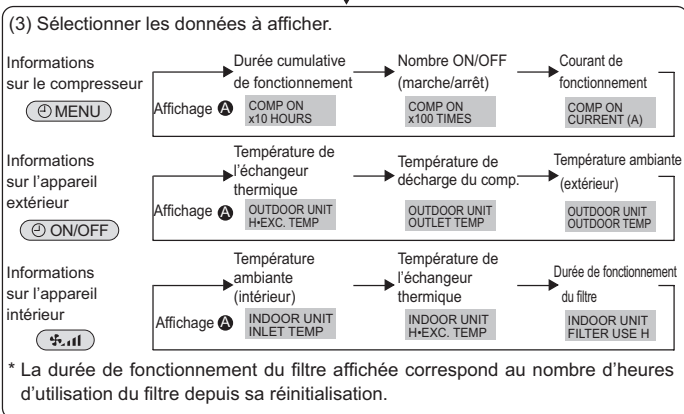 (3) Sélectionner les données à afficher.
Informations
sur le compresseur
MENU
Durée cumulative
de fonctionnement
Nombre ON/OFF
(marche/arrêt)
Courant de
fonctionnement
Affichage A
COMP ON
x10 HOURS
COMP ON
x100 TIMES
COMP ON
CURRENT (A)
Informations
sur l'appareil
extérieur
ON/OFF
Température de
l'échangeur
thermique
Température de
décharge du comp.
Température ambiante
(extérieur)
Affichage A
OUTDOOR UNIT
H•EXC. TEMP
OUTDOOR UNIT
OUTLET TEMP
OUTDOOR UNIT
OUTDOOR TEMP
Informations
sur l'appareil
intérieur
Température
ambiante
(intérieur)
Température de
l'échangeur
thermique
Durée de fonctionnement
du filtre
Affichage A
INDOOR UNIT
INLET TEMP
INDOOR UNIT
H•EXC. TEMP
INDOOR UNIT
FILTER USE H
* La durée de fonctionnement du filtre affichée correspond au nombre d'heures
d'utilisation du filtre depuis sa réinitialisation.